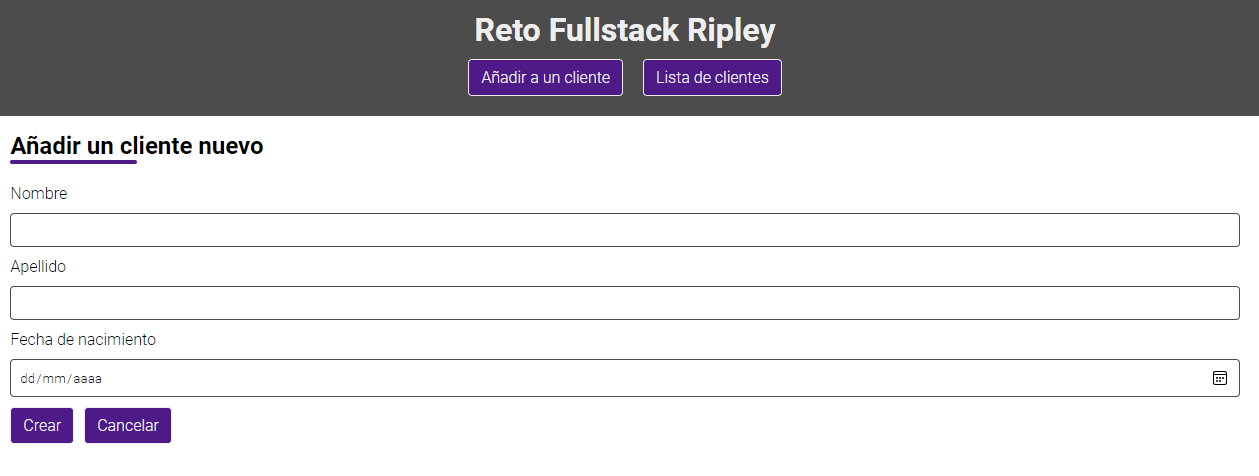 Reto Fullstack Ripley
Añadir a un cliente Lista de clientes
Añadir un cliente nuevo
Nombre
Apellido
Fecha de nacimiento
dd/mm/aaaa
Crear Cancelar